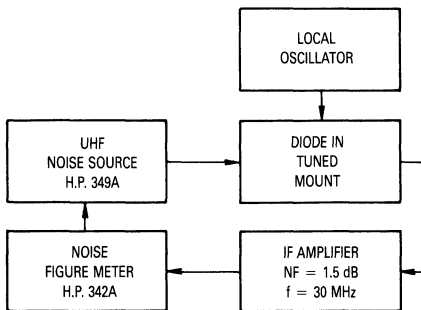 LOCAL
OSCILLATOR
UHF
NOISE SOURCE
H.P. 349A
DIODE IN
TUNED
MOUNT
NOISE
FIGURE METER
H.P. 342A
IF AMPLIFIER
NF = 1.5 dB
f = 30 MHz